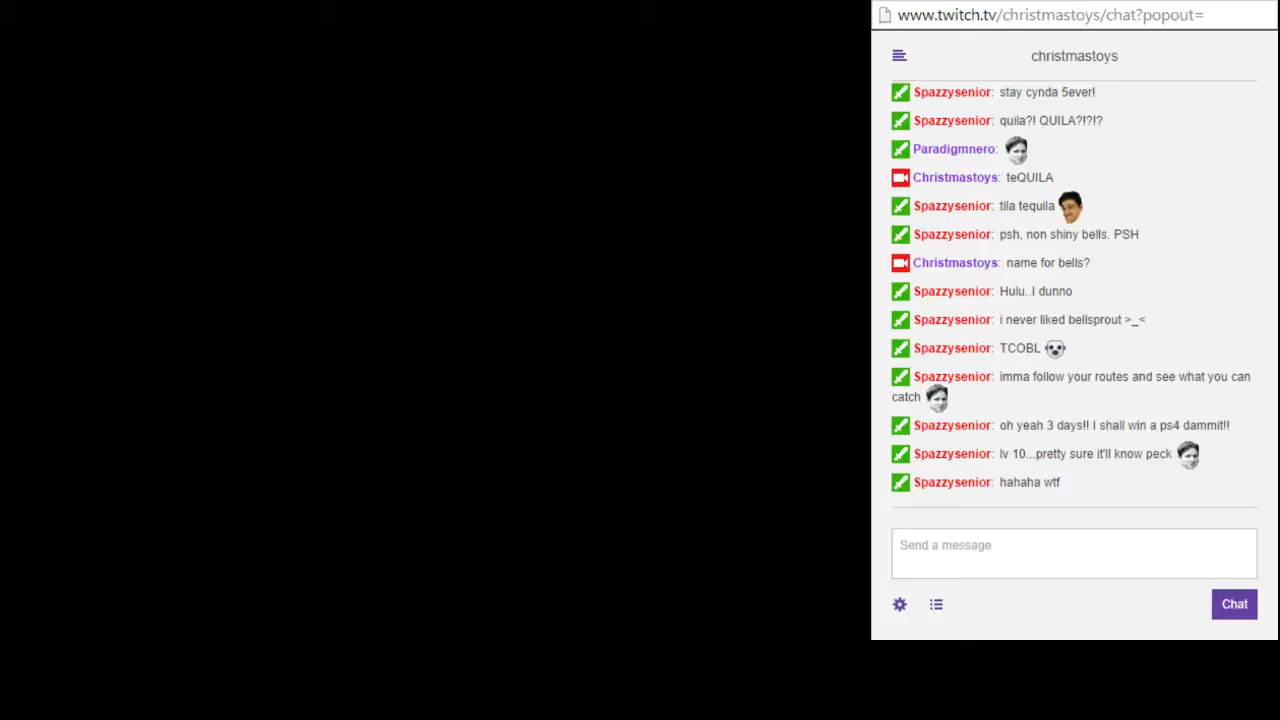 www.twitch.tv/christmastoys/chat?popout=
christmastoys
Spazzysenior: stay cynda 5ever!
Spazzysenior: quila?! QUILA?!?!?
Paradigmnero:
Christmastoys: teQUILA
Spazzysenior: tila tequila
Spazzysenior: psh, non shiny bells. PSH
Christmastoys: name for bells?
Spazzysenior: Hulu..I dunno
Spazzysenior: i never liked bellsprout >_<
Spazzysenior: TCOBL
Spazzysenior: imma follow your routes and see what you can
catch
Spazzysenior: oh yeah 3 days!! I shall win a ps4 dammit!!
Spazzysenior: lv 10...pretty sure it'll know peck
Spazzysenior: hahaha wtf
Send a message
Chat